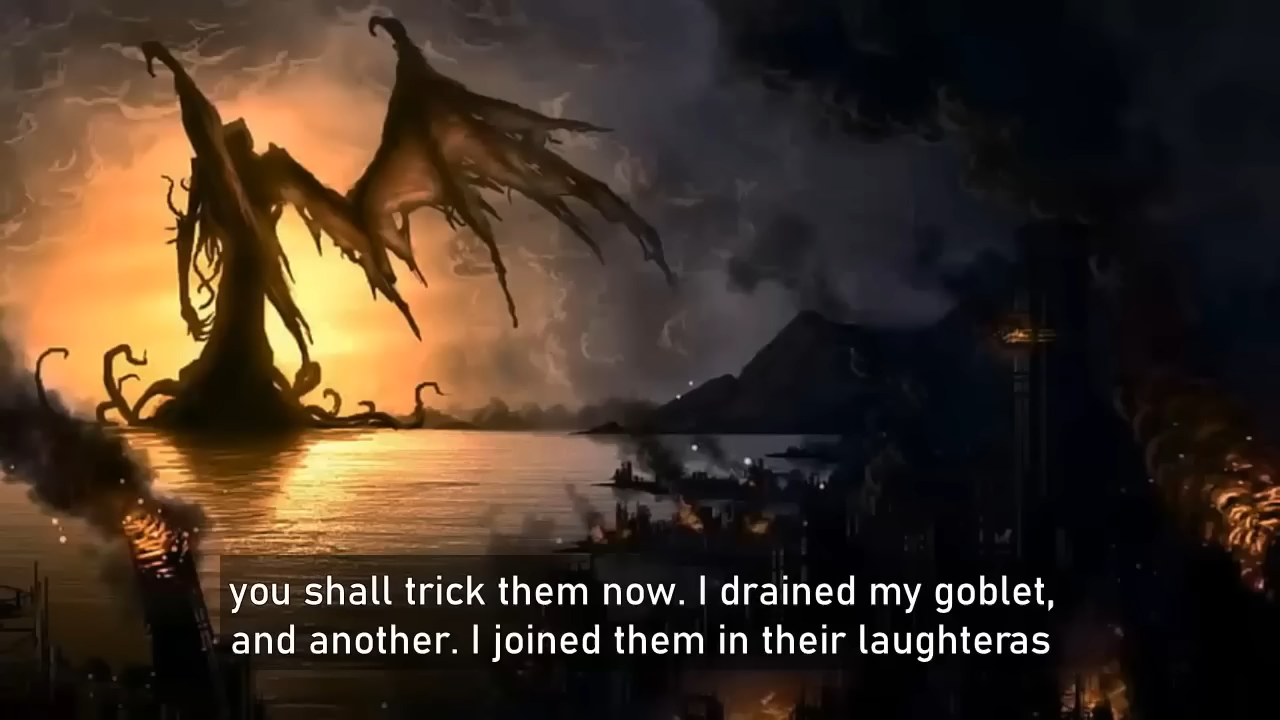 you shall trick them now. I drained my goblet,
and another. I joined them in their laughteras